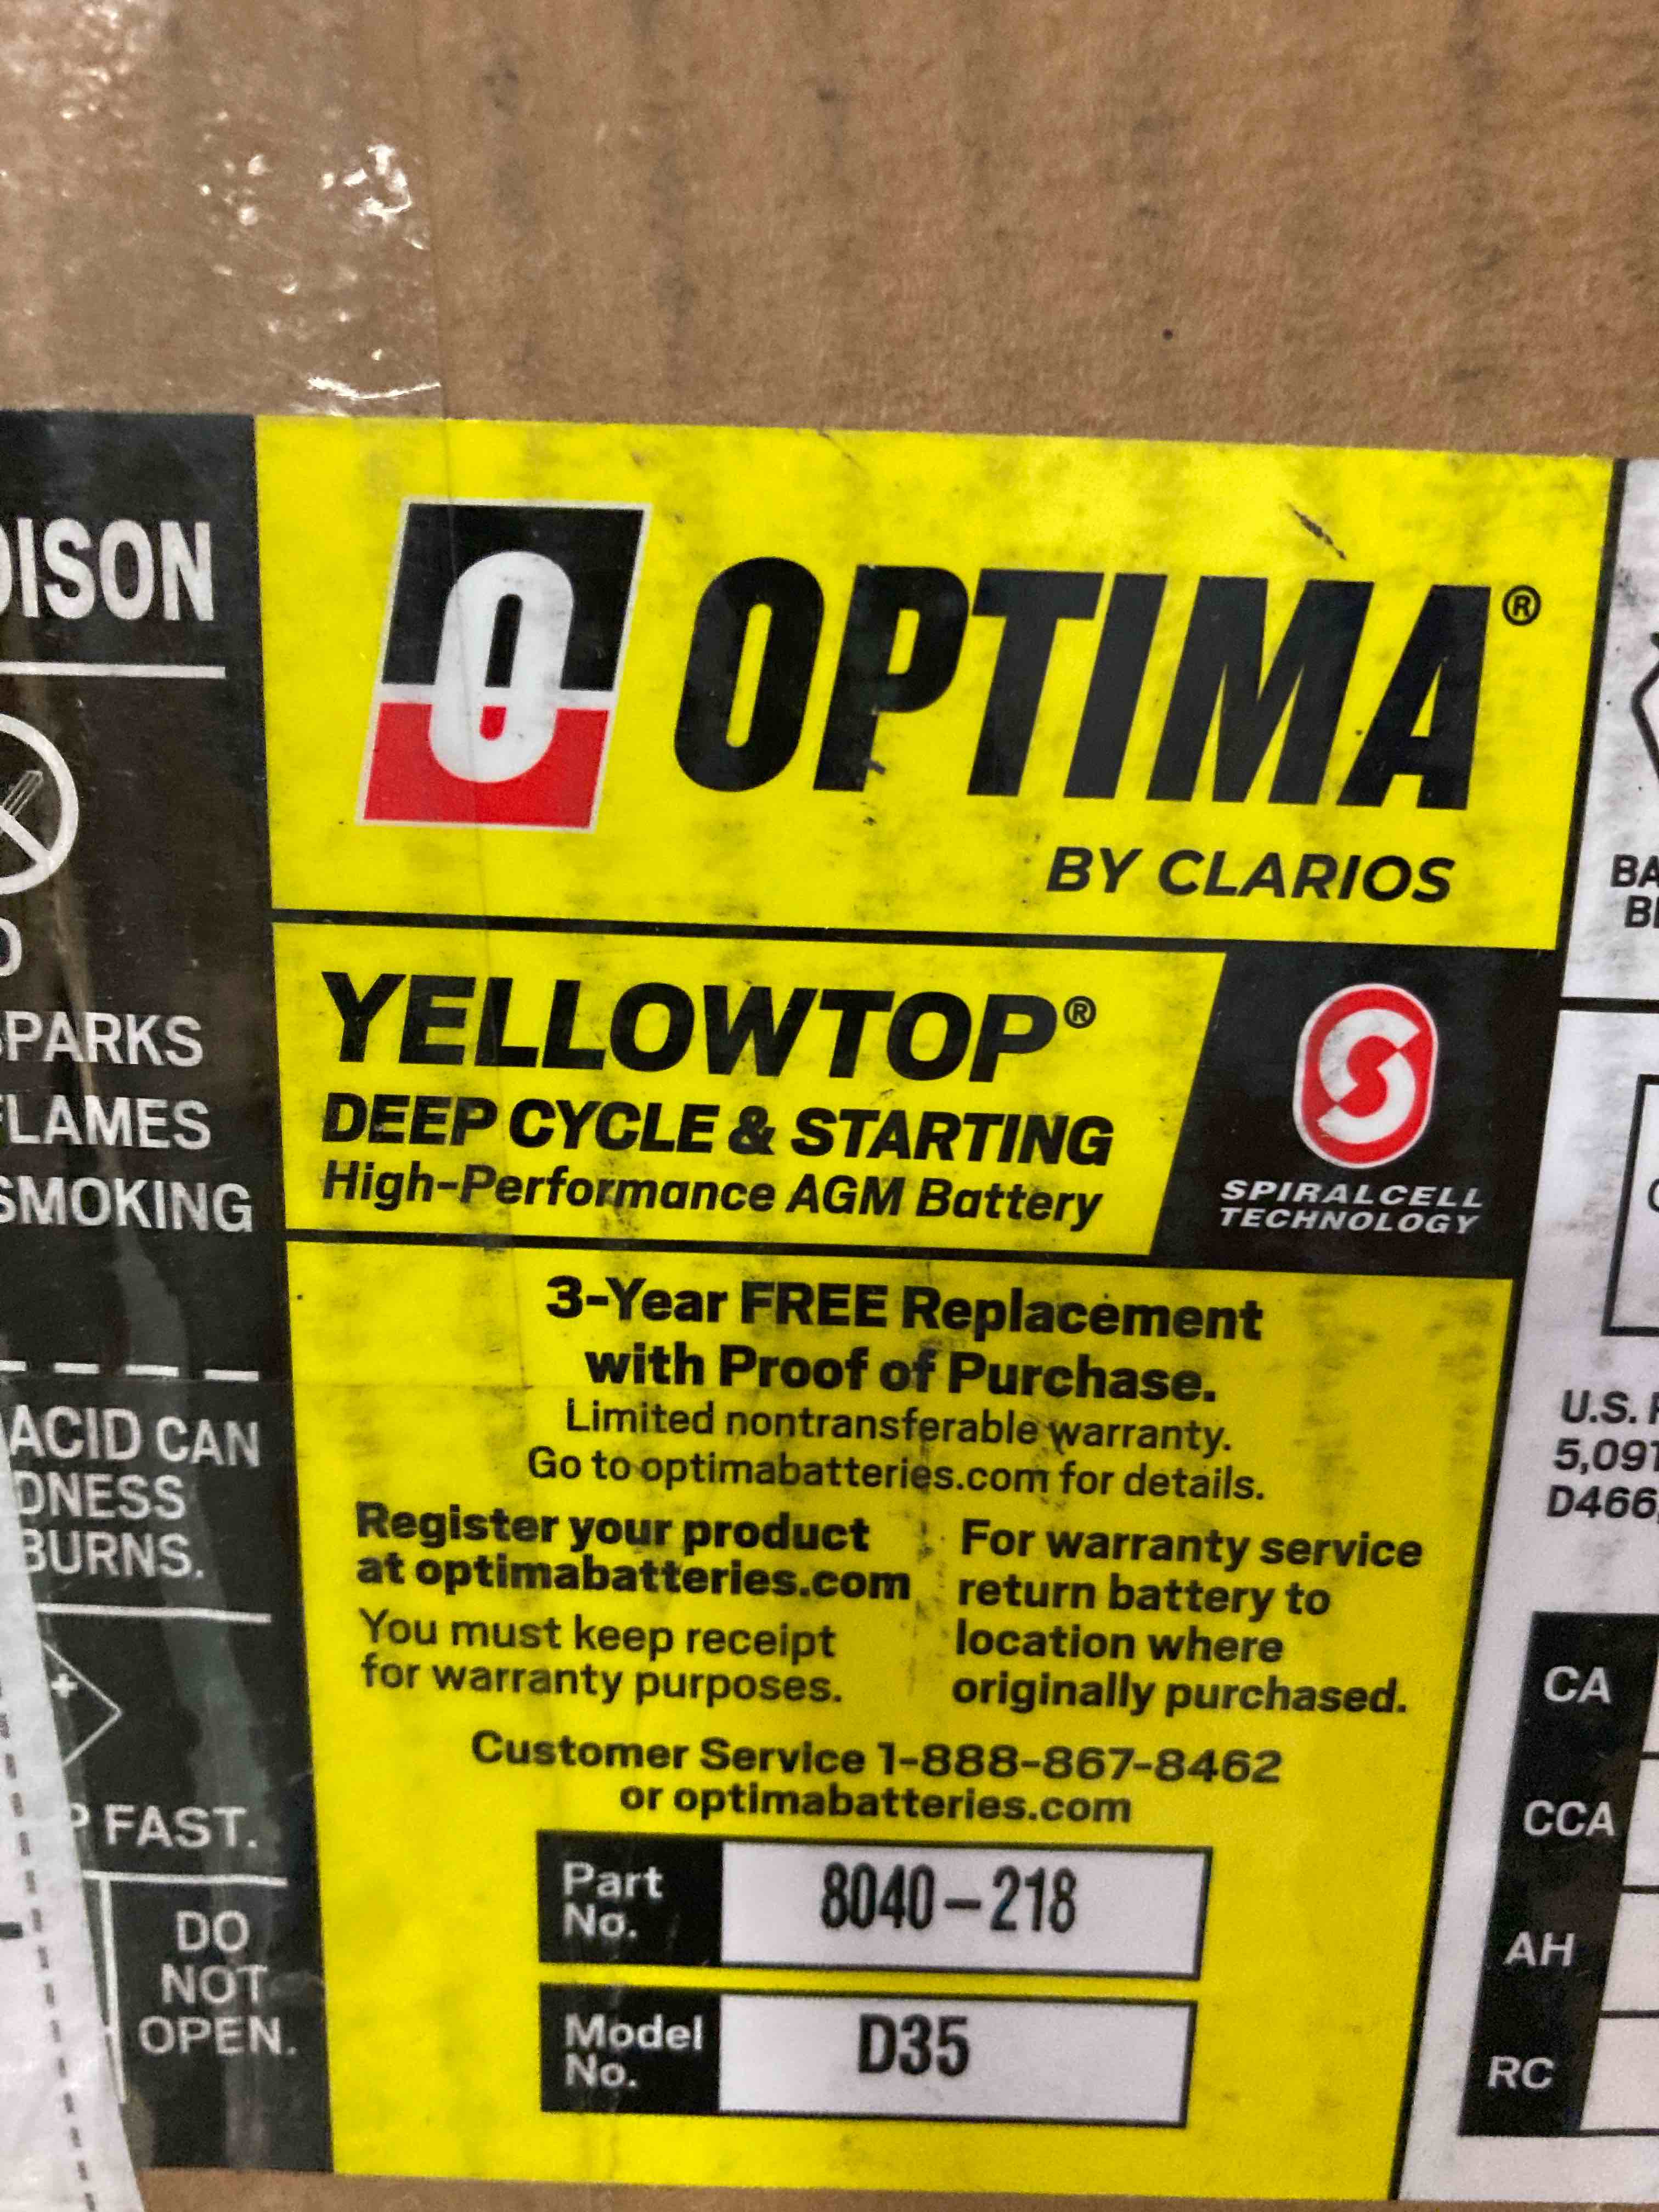 OPTIMA®
BY CLARIOS
YELLOWTOP®
DEEP CYCLE & STARTING
High-Performance AGM Battery
SPIRALCELL
TECHNOLOGY
3-Year FREE Replacement
with Proof of Purchase.
Limited nontransferable warranty.
Go to optimabatteries.com for details.
Register your product
at optimabatteries.com
You must keep receipt
for warranty purposes.
For warranty service
return battery to
location where
originally purchased.
Customer Service 1-888-867-8462
or optimabatteries.com
Part
No.
8040-218
Model
No.
D35
SMOKING
ACID CAN
BURNS.
FAST.
DO
NOT
OPEN.
U.S.
CA
CCA
AH
RC